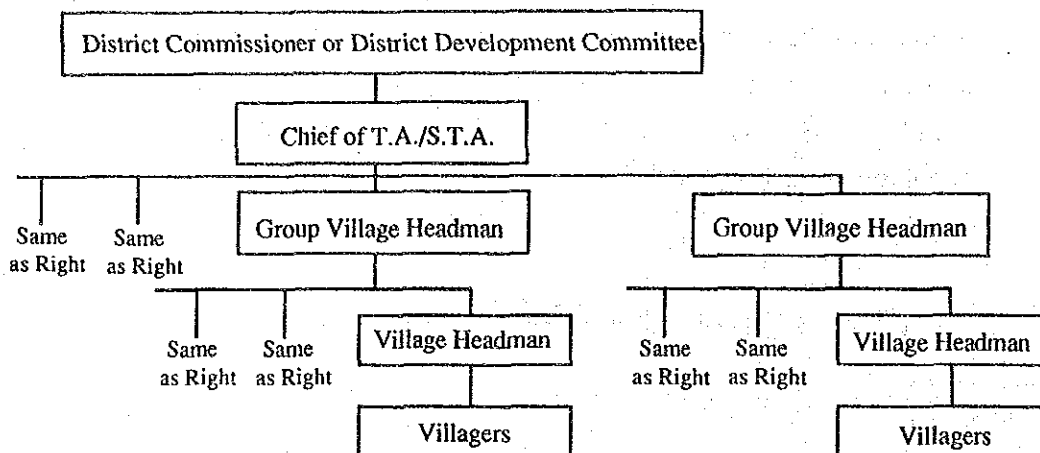 District Commissioner or District Development Committee
Chief of T.A./S.T.A.
Same
as Right
Same
as Right
Group Village Headman
Group Village Headman
Same
as Right
Same
as Right
Village Headman
Same
as Right
Same
as Right
Village Headman
Villagers
Villagers